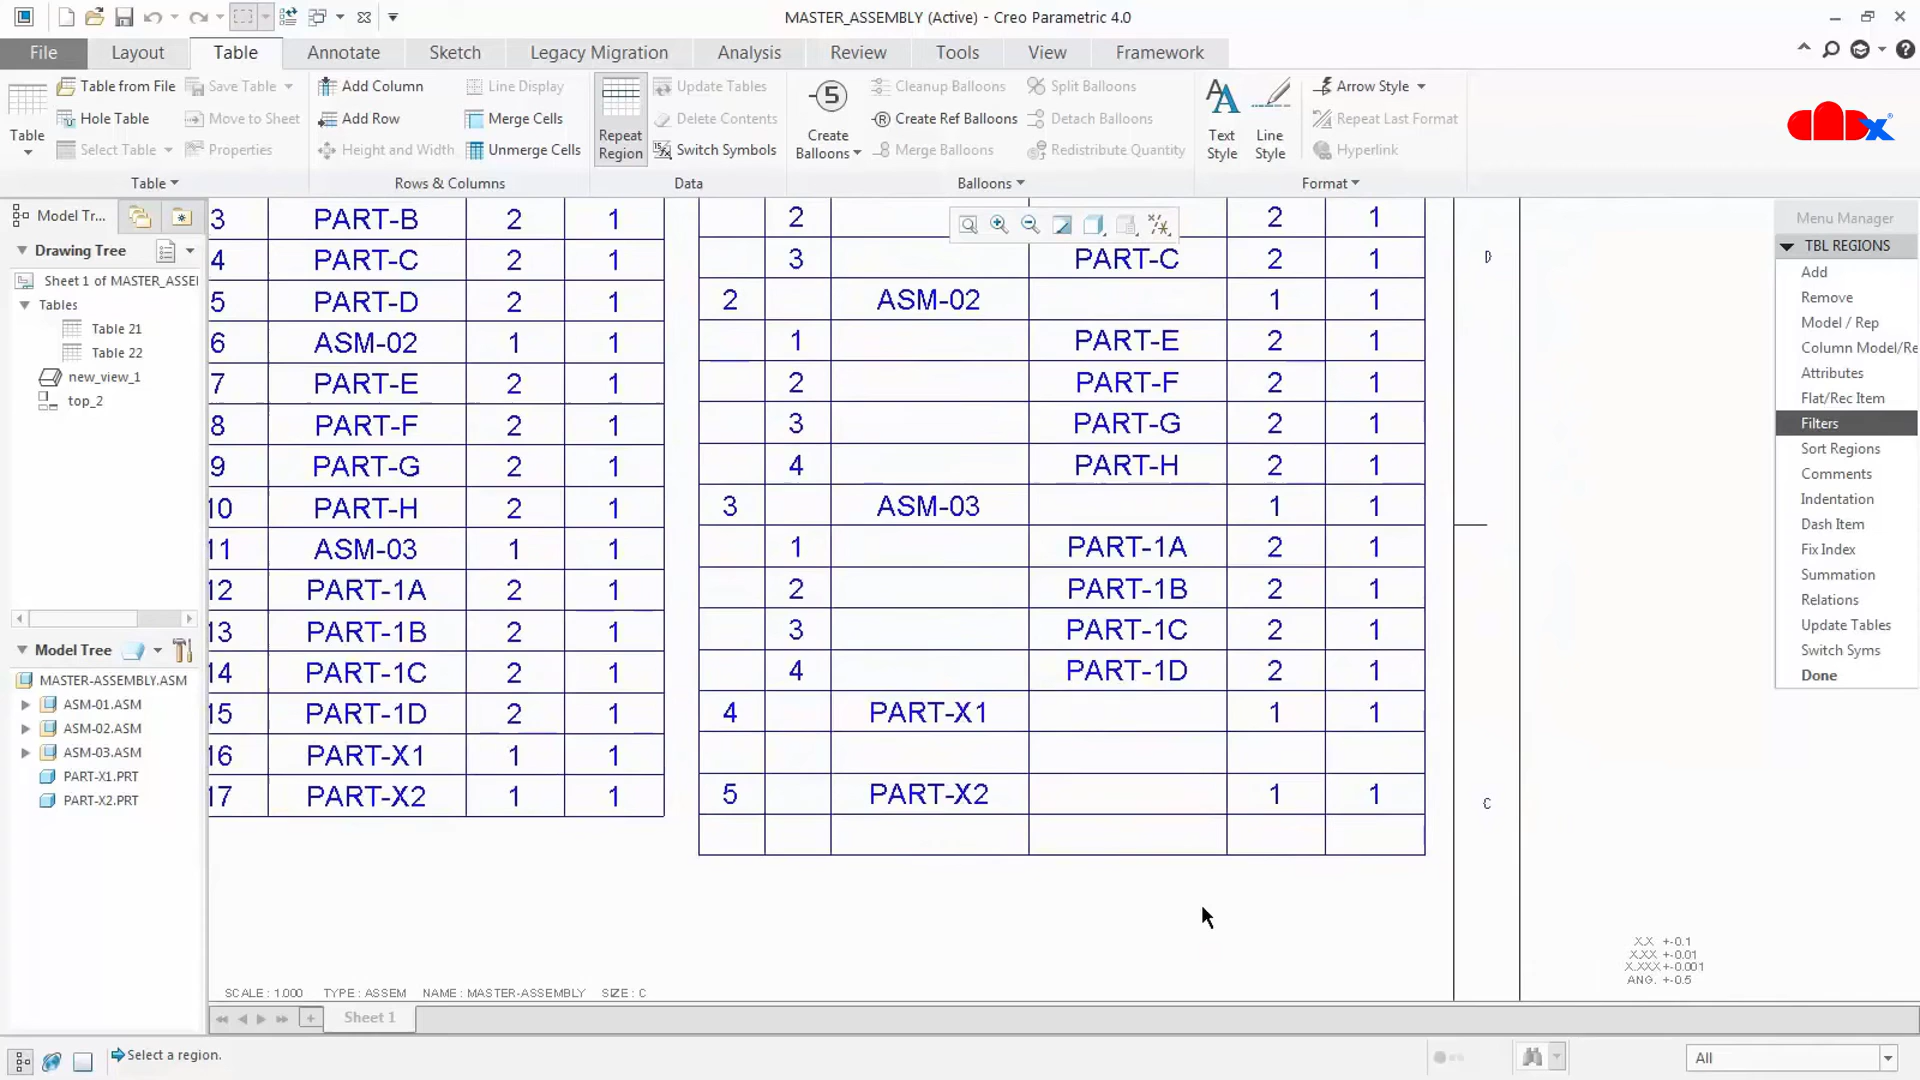 MASTER_ASSEMBLY (Active) - Creo Parametric 4.0
File Layout Table Annotate Sketch Legacy Migration Analysis Review Tools View Framework
Table
Table from File
Hole Table
Select Table
Save Table
Move to Sheet
Properties
Table
Add Column
Add Row
Height and Width
Line Display
Merge Cells
Unmerge Cells
Rows & Columns
Repeat
Region
Update Tables
Delete Contents
Switch Symbols
Data
5
Create
Balloons
Cleanup Balloons
Create Ref Balloons
Merge Balloons
Split Balloons
Detach Balloons
Redistribute Quantity
Balloons
Text
Style
Line
Style
Arrow Style
Repeat Last Format
Hyperlink
Format
Model Tr...
Drawing Tree
Sheet 1 of MASTER_ASSEI
Tables
Table 21
Table 22
new_view_1
top_2
Model Tree
MASTER-ASSEMBLY.ASM
ASM-01.ASM
ASM-02.ASM
ASM-03.ASM
PART-X1.PRT
PART-X2.PRT
3 PART-B 2 1
4 PART-C 2 1
5 PART-D 2 1
6 ASM-02 1 1
7 PART-E 2 1
8 PART-F 2 1
9 PART-G 2 1
10 PART-H 2 1
11 ASM-03 1 1
12 PART-1A 2 1
13 PART-1B 2 1
14 PART-1C 2 1
15 PART-1D 2 1
16 PART-X1 1 1
17 PART-X2 1 1
2 2 1
3 PART-C 2 1
2 ASM-02 1 1
1 PART-E 2 1
2 PART-F 2 1
3 PART-G 2 1
4 PART-H 2 1
3 ASM-03 1 1
1 PART-1A 2 1
2 PART-1B 2 1
3 PART-1C 2 1
4 PART-1D 2 1
4 PART-X1 1 1
5 PART-X2 1 1
D
C
Menu Manager
TBL REGIONS
Add
Remove
Model / Rep
Column Model/Re
Attributes
Flat/Rec Item
Filters
Sort Regions
Comments
Indentation
Dash Item
Fix Index
Summation
Relations
Update Tables
Switch Syms
Done
X.X +-0.1
X.XX +-0.01
X.XXX +-0.001
ANG. +-0.5
SCALE : 1.000 TYPE : ASSEM NAME : MASTER-ASSEMBLY SIZE : C
Sheet 1
Select a region.
All